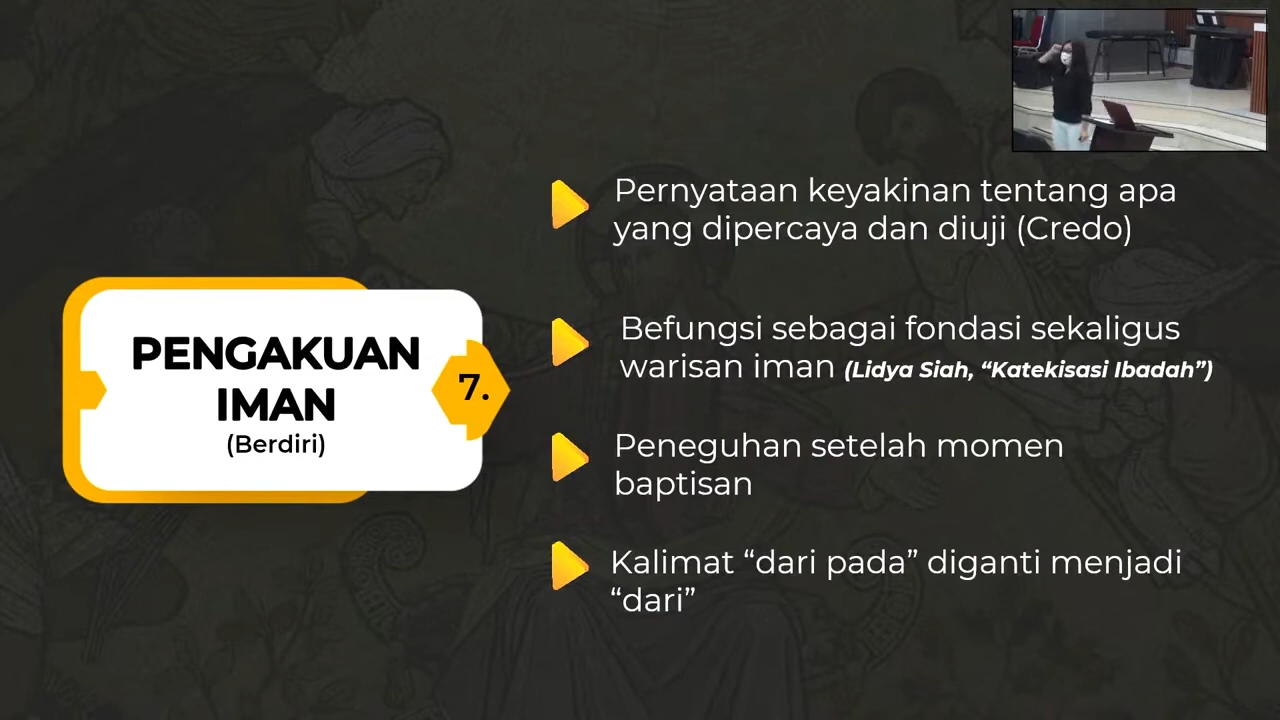 PENGAKUAN
IMAN
(Berdiri)
7.
Pernyataan keyakinan tentang apa
yang dipercaya dan diuji (Credo)
Befungsi sebagai fondasi sekaligus
warisan iman (Lidya Siah, “Katekisasi Ibadah”)
Peneguhan setelah momen
baptisan
Kalimat “dari pada” diganti menjadi
“dari”